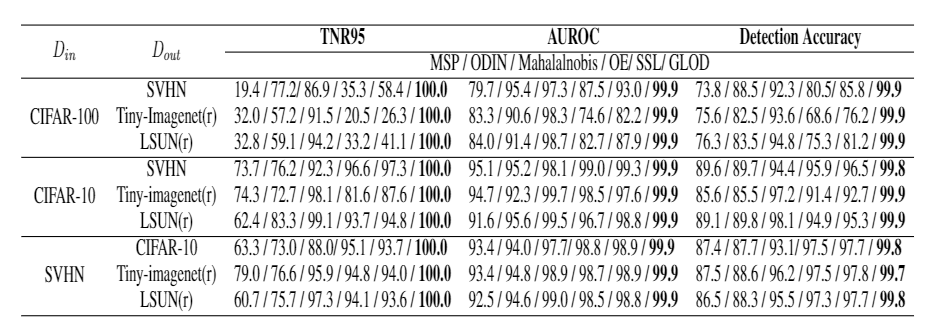 D_in D_out TNR95 AUROC Detection Accuracy
MSP / ODIN / Mahalalnobis / OE/ SSL/ GLOD
SVHN 19.4 / 77.2/ 86.9 / 35.3 / 58.4 / 100.0 79.7 / 95.4 / 97.3 / 87.5 / 93.0 / 99.9 73.8 / 88.5 / 92.3 / 80.5/ 85.8 / 99.9
CIFAR-100 Tiny-Imagenet(r) 32.0 / 57.2 / 91.5 / 20.5 / 26.3 / 100.0 83.3 / 90.6 / 98.3 / 74.6 / 82.2 / 99.9 75.6 / 82.5 / 93.6 / 68.6 / 76.2 / 99.9
LSUN(r) 32.8 / 59.1 / 94.2 / 33.2 / 41.1 / 100.0 84.0 / 91.4 / 98.7 / 82.7 / 87.9 / 99.9 76.3 / 83.5 / 94.8 / 75.3 / 81.2 / 99.9
SVHN 73.7 / 76.2 / 92.3 / 96.6 / 97.3 / 100.0 95.1 / 95.2 / 98.1 / 99.0 / 99.3 / 99.9 89.6 / 89.7 / 94.4 / 95.9 / 96.5 / 99.8
CIFAR-10 Tiny-imagenet(r) 74.3 / 72.7 / 98.1 / 81.6 / 87.6 / 100.0 94.7 / 92.3 / 99.7 / 98.5 / 97.6 / 99.9 85.6 / 85.5 / 97.2 / 91.4 / 92.7 / 99.9
LSUN(r) 62.4 / 83.3 / 99.1 / 93.7 / 94.8 / 100.0 91.6 / 95.6 / 99.5 / 96.7 / 98.8 / 99.9 89.1 / 89.8 / 98.1 / 94.9 / 95.3 / 99.9
CIFAR-10 63.3 / 73.0 / 88.0/ 95.1 / 93.7 / 100.0 93.4 / 94.0 / 97.7/ 98.8 / 98.9 / 99.9 87.4 / 87.7 / 93.1/ 97.5 / 97.7 / 99.8
SVHN Tiny-imagenet(r) 79.0 / 76.6 / 95.9 / 94.8 / 94.0 / 100.0 93.4 / 94.8 / 98.9 / 98.7 / 98.9 / 99.9 87.5 / 88.6 / 96.2 / 97.5 / 97.8 / 99.7
LSUN(r) 60.7 / 75.7 / 97.3 / 94.1 / 93.6 / 100.0 92.5 / 94.6 / 99.0 / 98.5 / 98.8 / 99.9 86.5 / 88.3 / 95.5 / 97.3 / 97.7 / 99.8